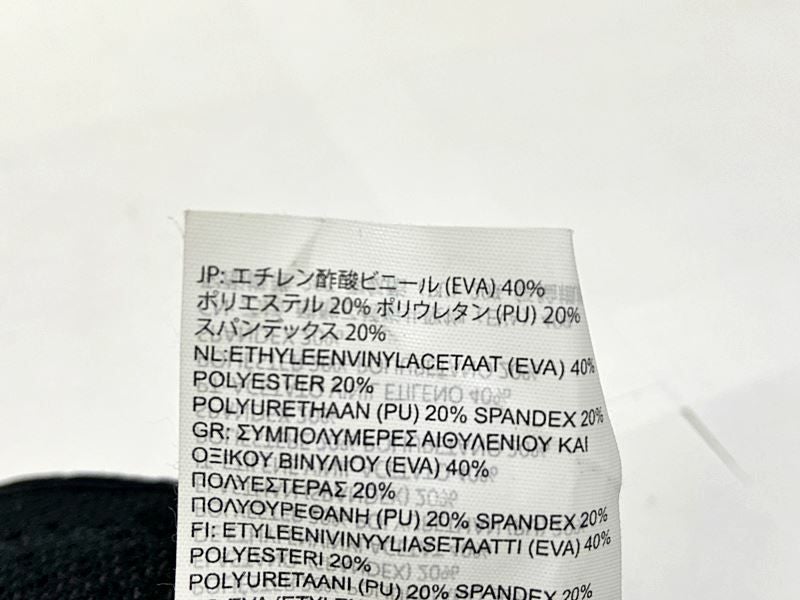 JP: エチレン酢酸ビニール (EVA) 40%
ポリエステル 20% ポリウレタン (PU) 20%
スパンデックス 20%
NL:ETHYLEENVINYLACETAAT (EVA) 40%
POLYESTER 20%
POLYURETHAAN (PU) 20% SPANDEX 20%
GR: ΣΥΜΠΟΛΥΜΕΡΕΣ ΑΙΘΥΛΕΝΙΟΥ ΚΑΙ
ΟΞΙΚΟΥ ΒΙΝΥΛΙΟΥ (EVA) 40%
ΠΟΛΥΕΣΤΕΡΑΣ 20%
ΠΟΛΥΟΥΡΕΘΑΝΗ (PU) 20% SPANDEX 20%
FI: ETYLEENIVINYYLIASETAATTI (EVA) 40%
POLYESTERI 20%
POLYURETAANI (PU) 20% SPANDEX 20%